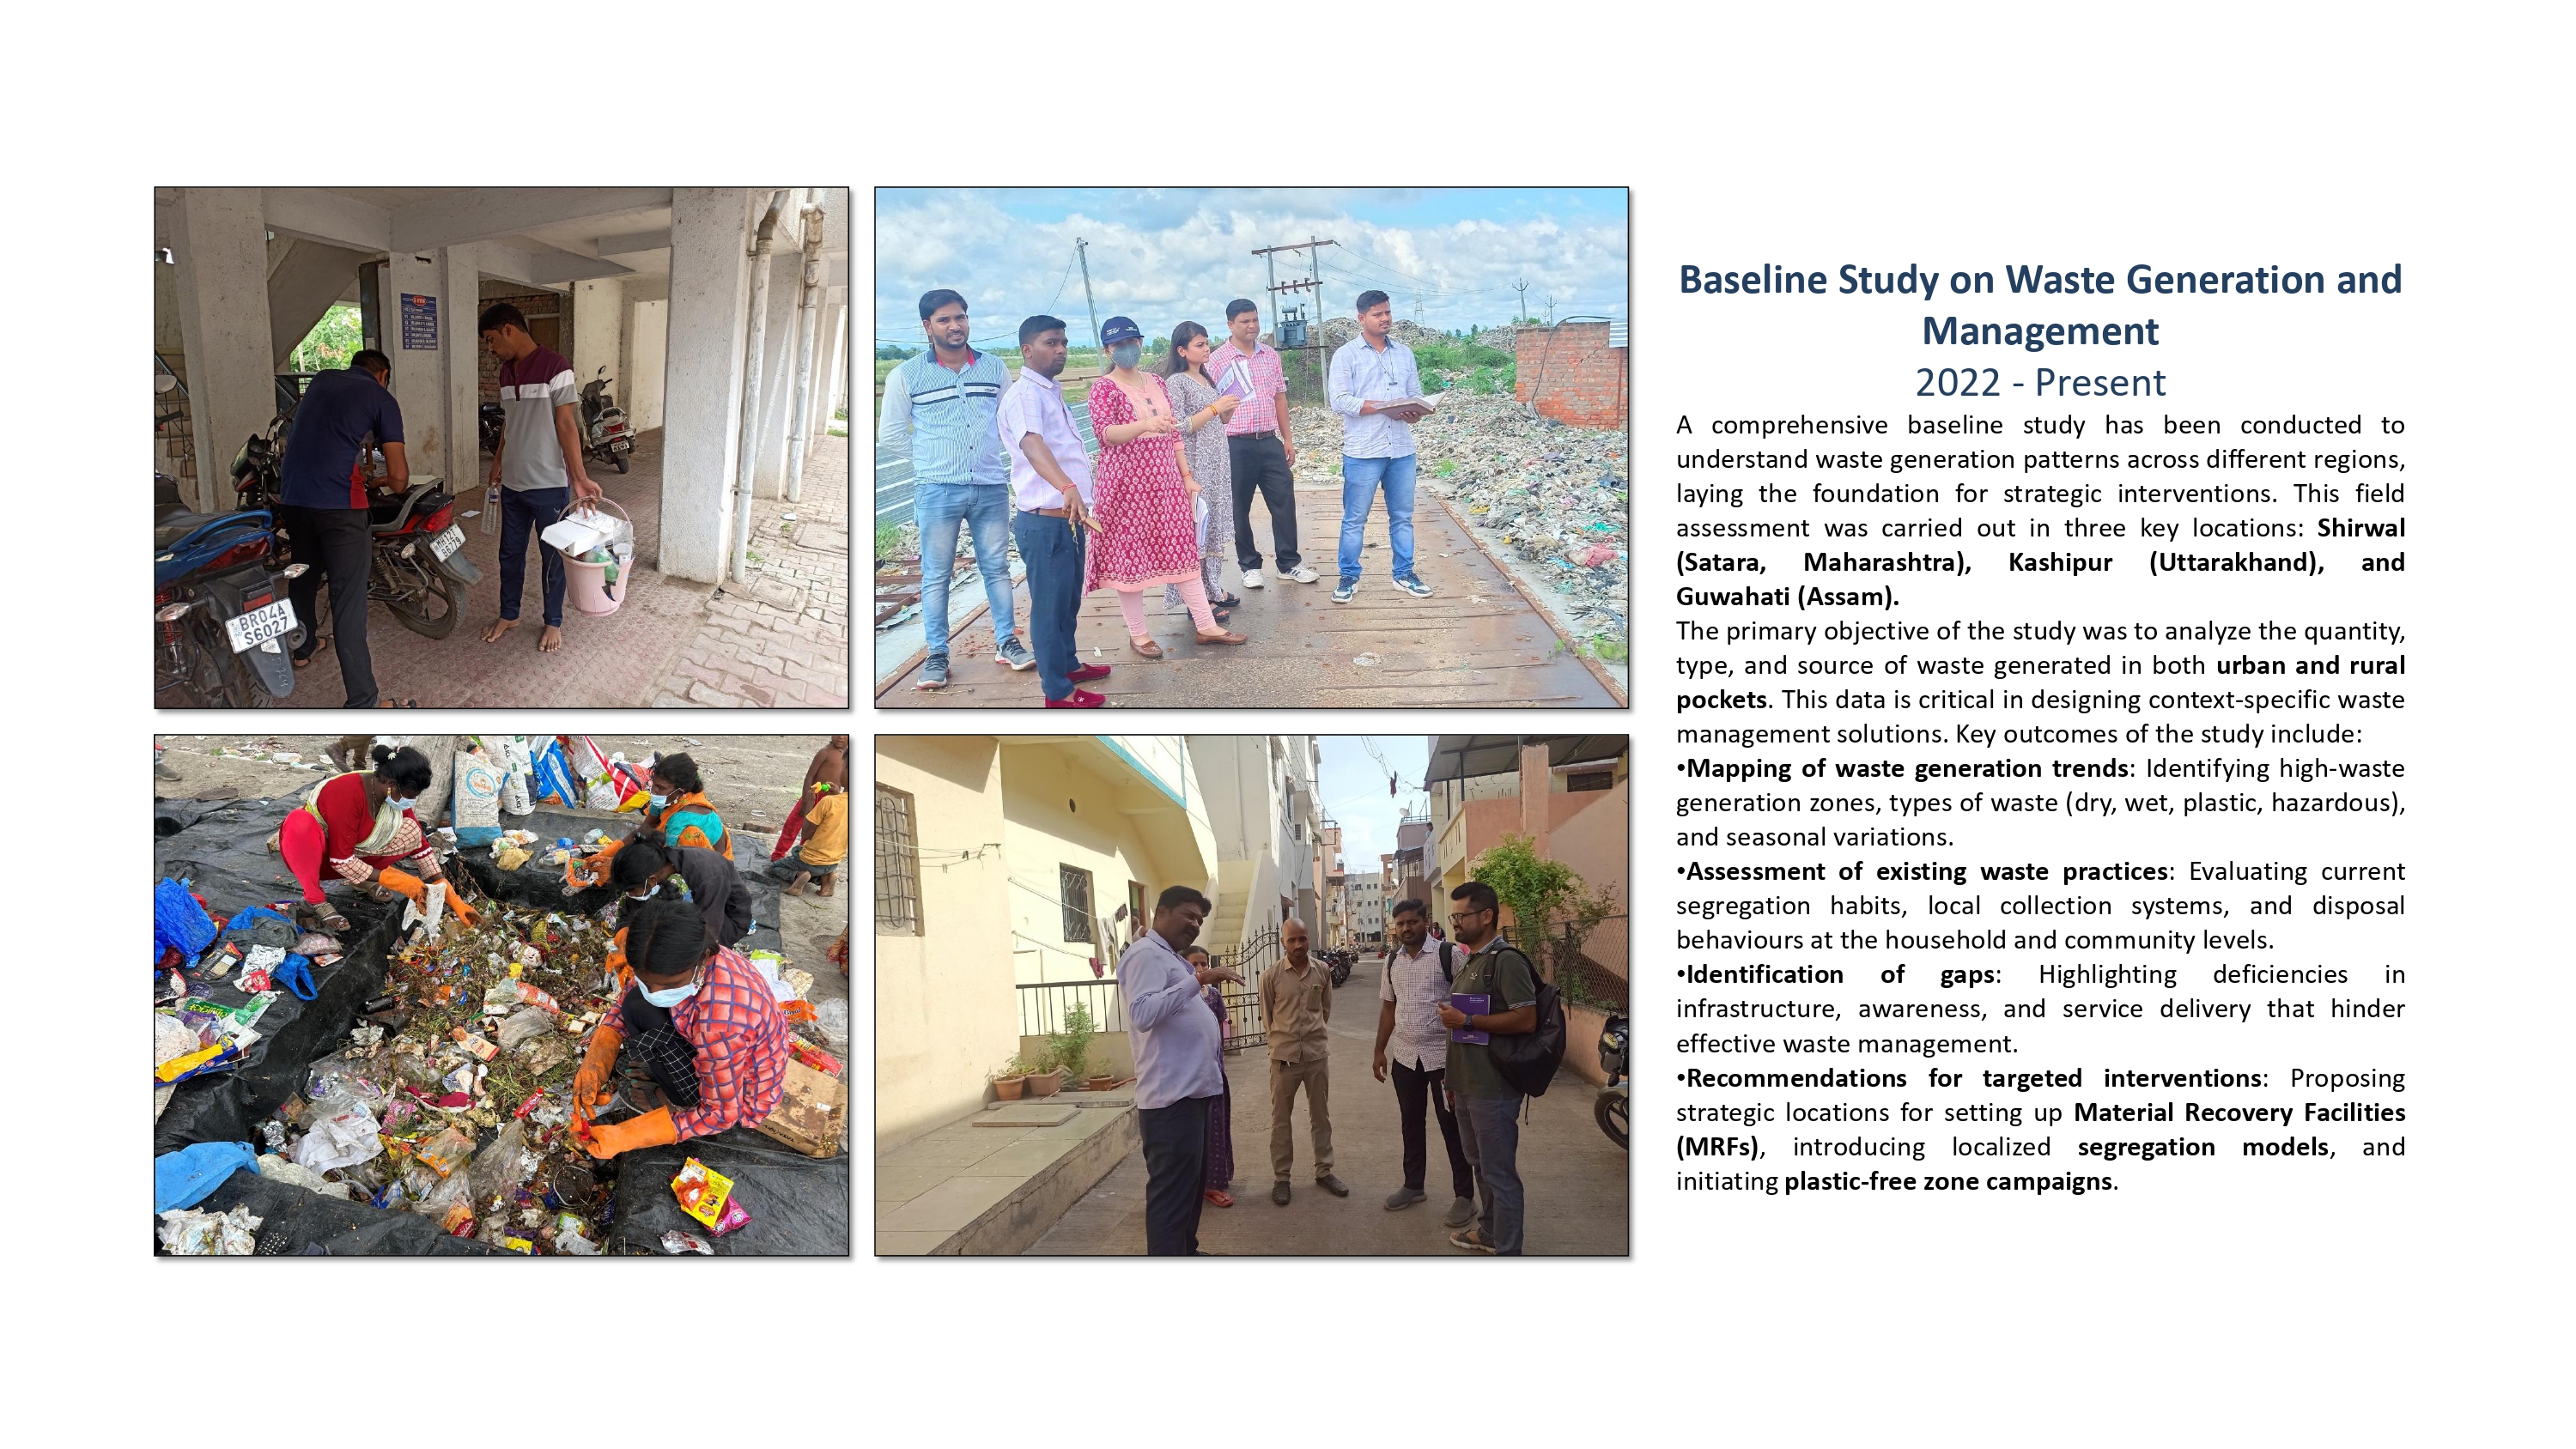 BR04A
S6027
MH12
Baseline Study on Waste Generation and
Management
2022 - Present
A comprehensive baseline study has been conducted to
understand waste generation patterns across different regions,
laying the foundation for strategic interventions. This field
assessment was carried out in three key locations: Shirwal
(Satara, Maharashtra), Kashipur (Uttarakhand), and
Guwahati (Assam).
The primary objective of the study was to analyze the quantity,
type, and source of waste generated in both urban and rural
pockets. This data is critical in designing context-specific waste
management solutions. Key outcomes of the study include:
•Mapping of waste generation trends: Identifying high-waste
generation zones, types of waste (dry, wet, plastic, hazardous),
and seasonal variations.
•Assessment of existing waste practices: Evaluating current
segregation habits, local collection systems, and disposal
behaviours at the household and community levels.
•Identification of gaps: Highlighting deficiencies in
infrastructure, awareness, and service delivery that hinder
effective waste management.
•Recommendations for targeted interventions: Proposing
strategic locations for setting up Material Recovery Facilities
(MRFs), introducing localized segregation models, and
initiating plastic-free zone campaigns.